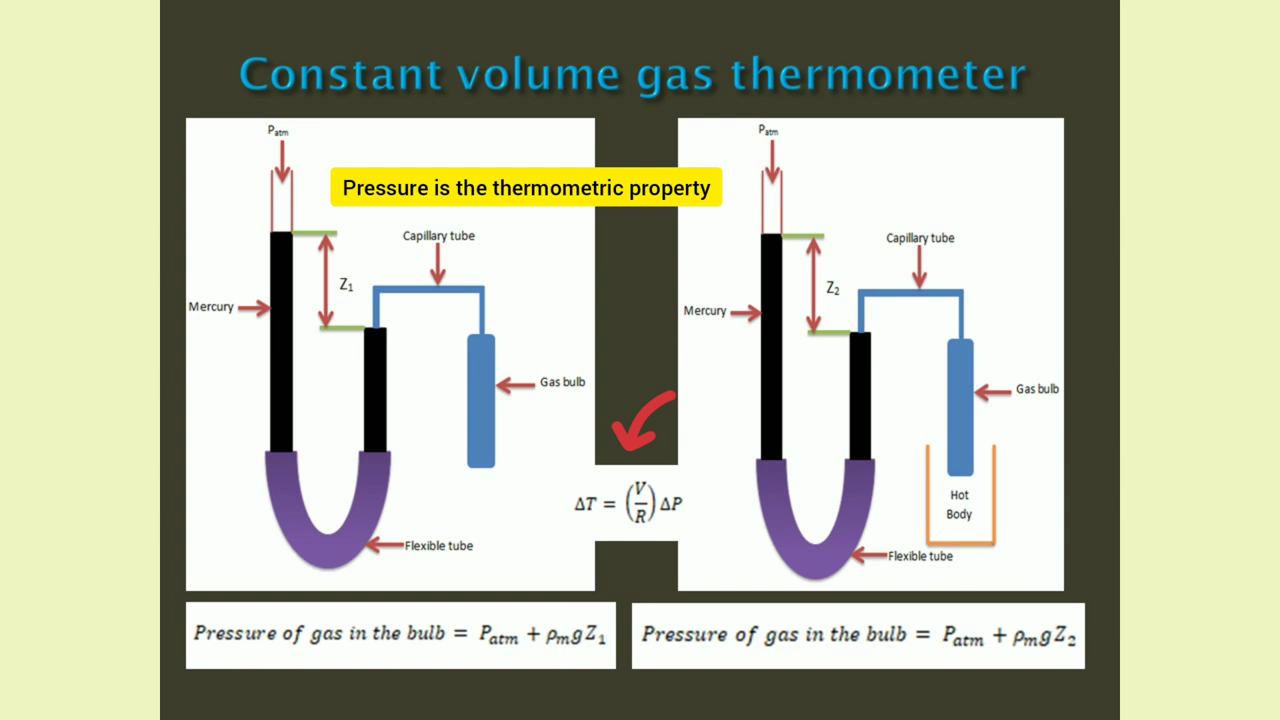 Constant volume gas thermometer
Pressure is the thermometric property
P_atm
Capillary tube
Z₁
Mercury
Gas bulb
Flexible tube
P_atm
Capillary tube
Z₂
Mercury
Gas bulb
Hot
Body
Flexible tube
ΔT = (V/R) ΔP
Pressure of gas in the bulb = P_atm + ρ_m g Z₁
Pressure of gas in the bulb = P_atm + ρ_m g Z₂